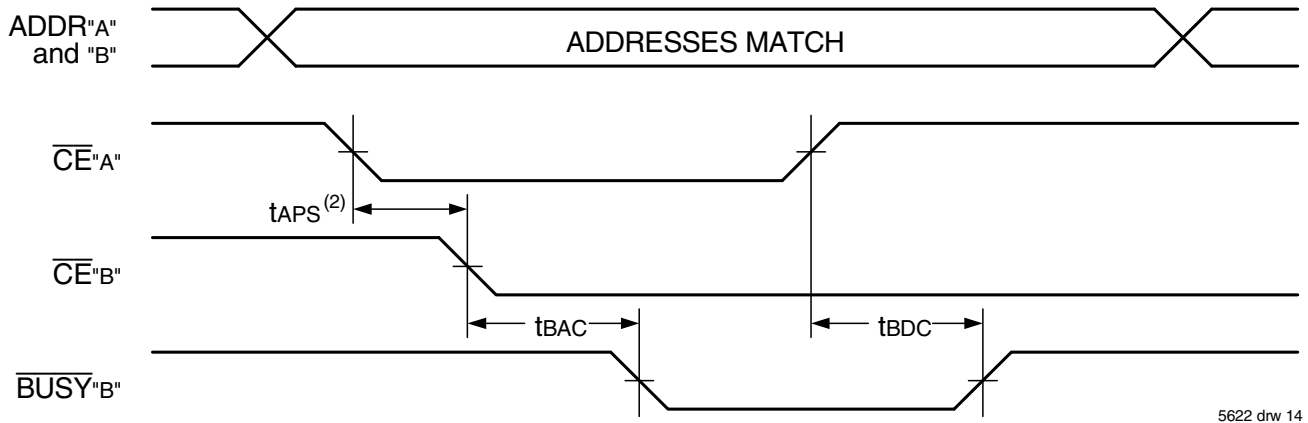 ADDR"A"
and "B"
ADDRESSES MATCH
CE"A"
tAPS(2)
CE"B"
tBAC
tBDC
BUSY"B"
5622 drw 14